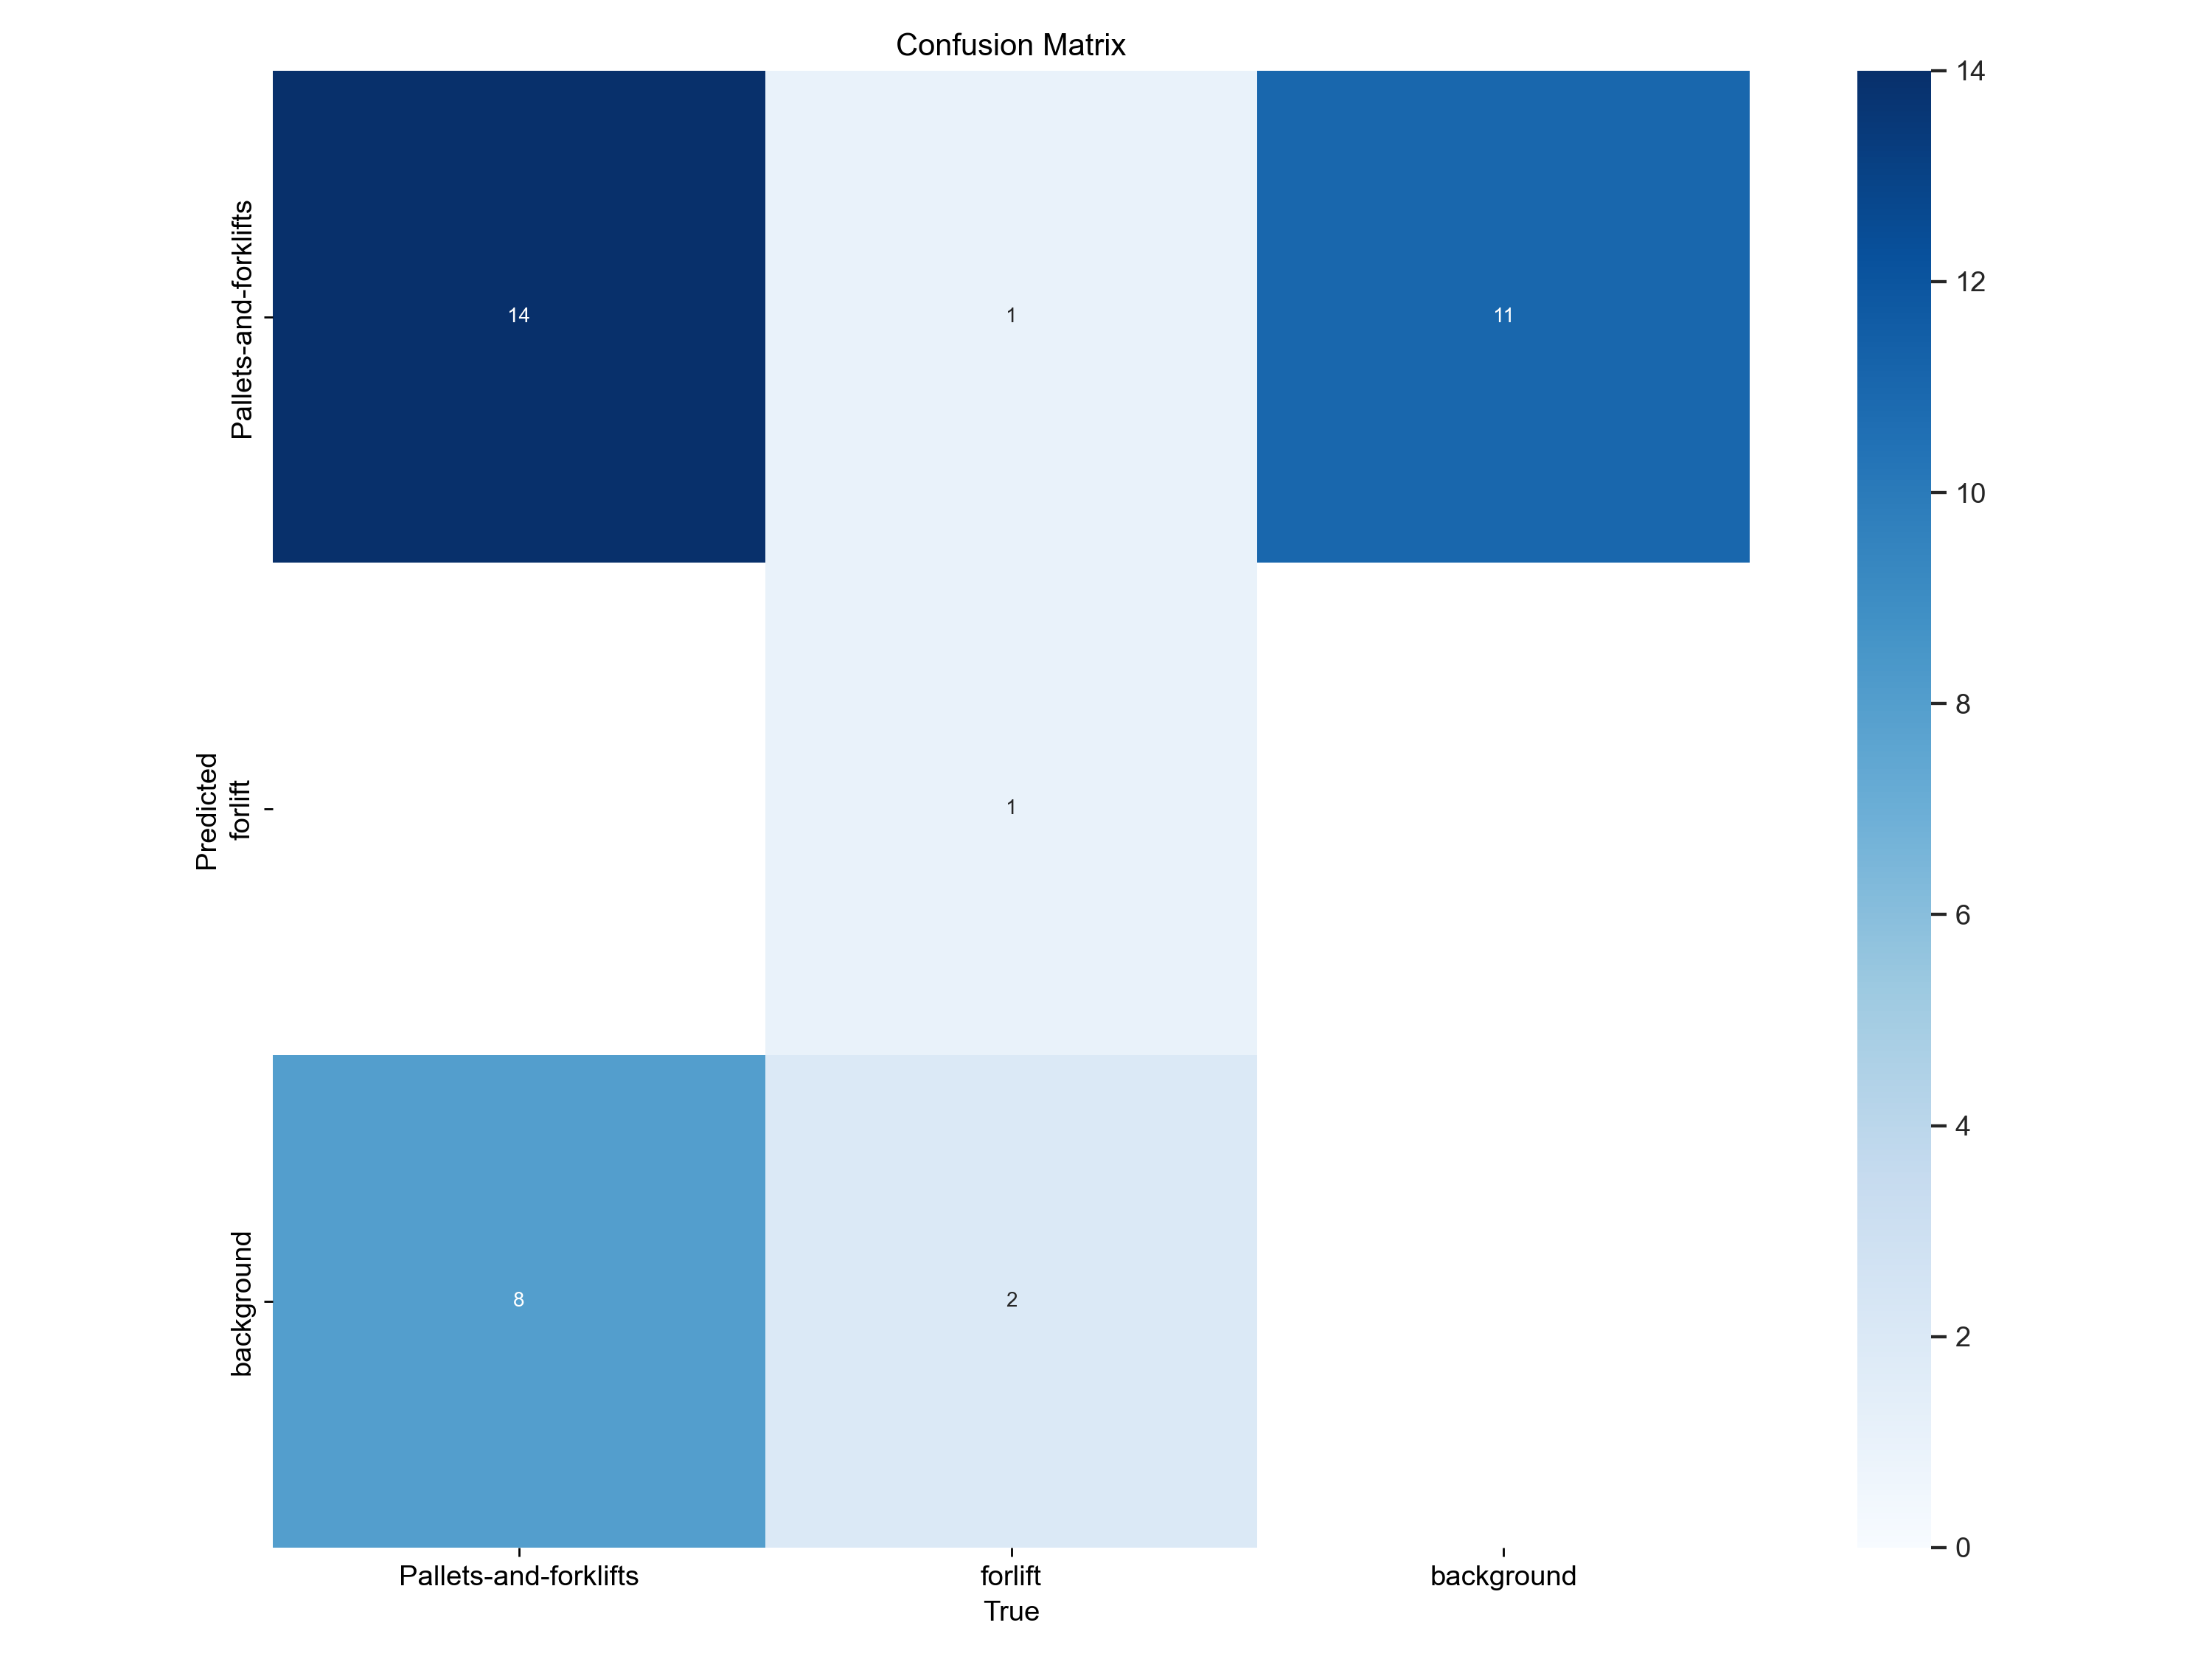 Confusion Matrix
Pallets-and-forklifts
14
1
11
14
12
10
8
6
4
2
0
Predicted
forlift
1
background
8
2
Pallets-and-forklifts
forlift
background
True